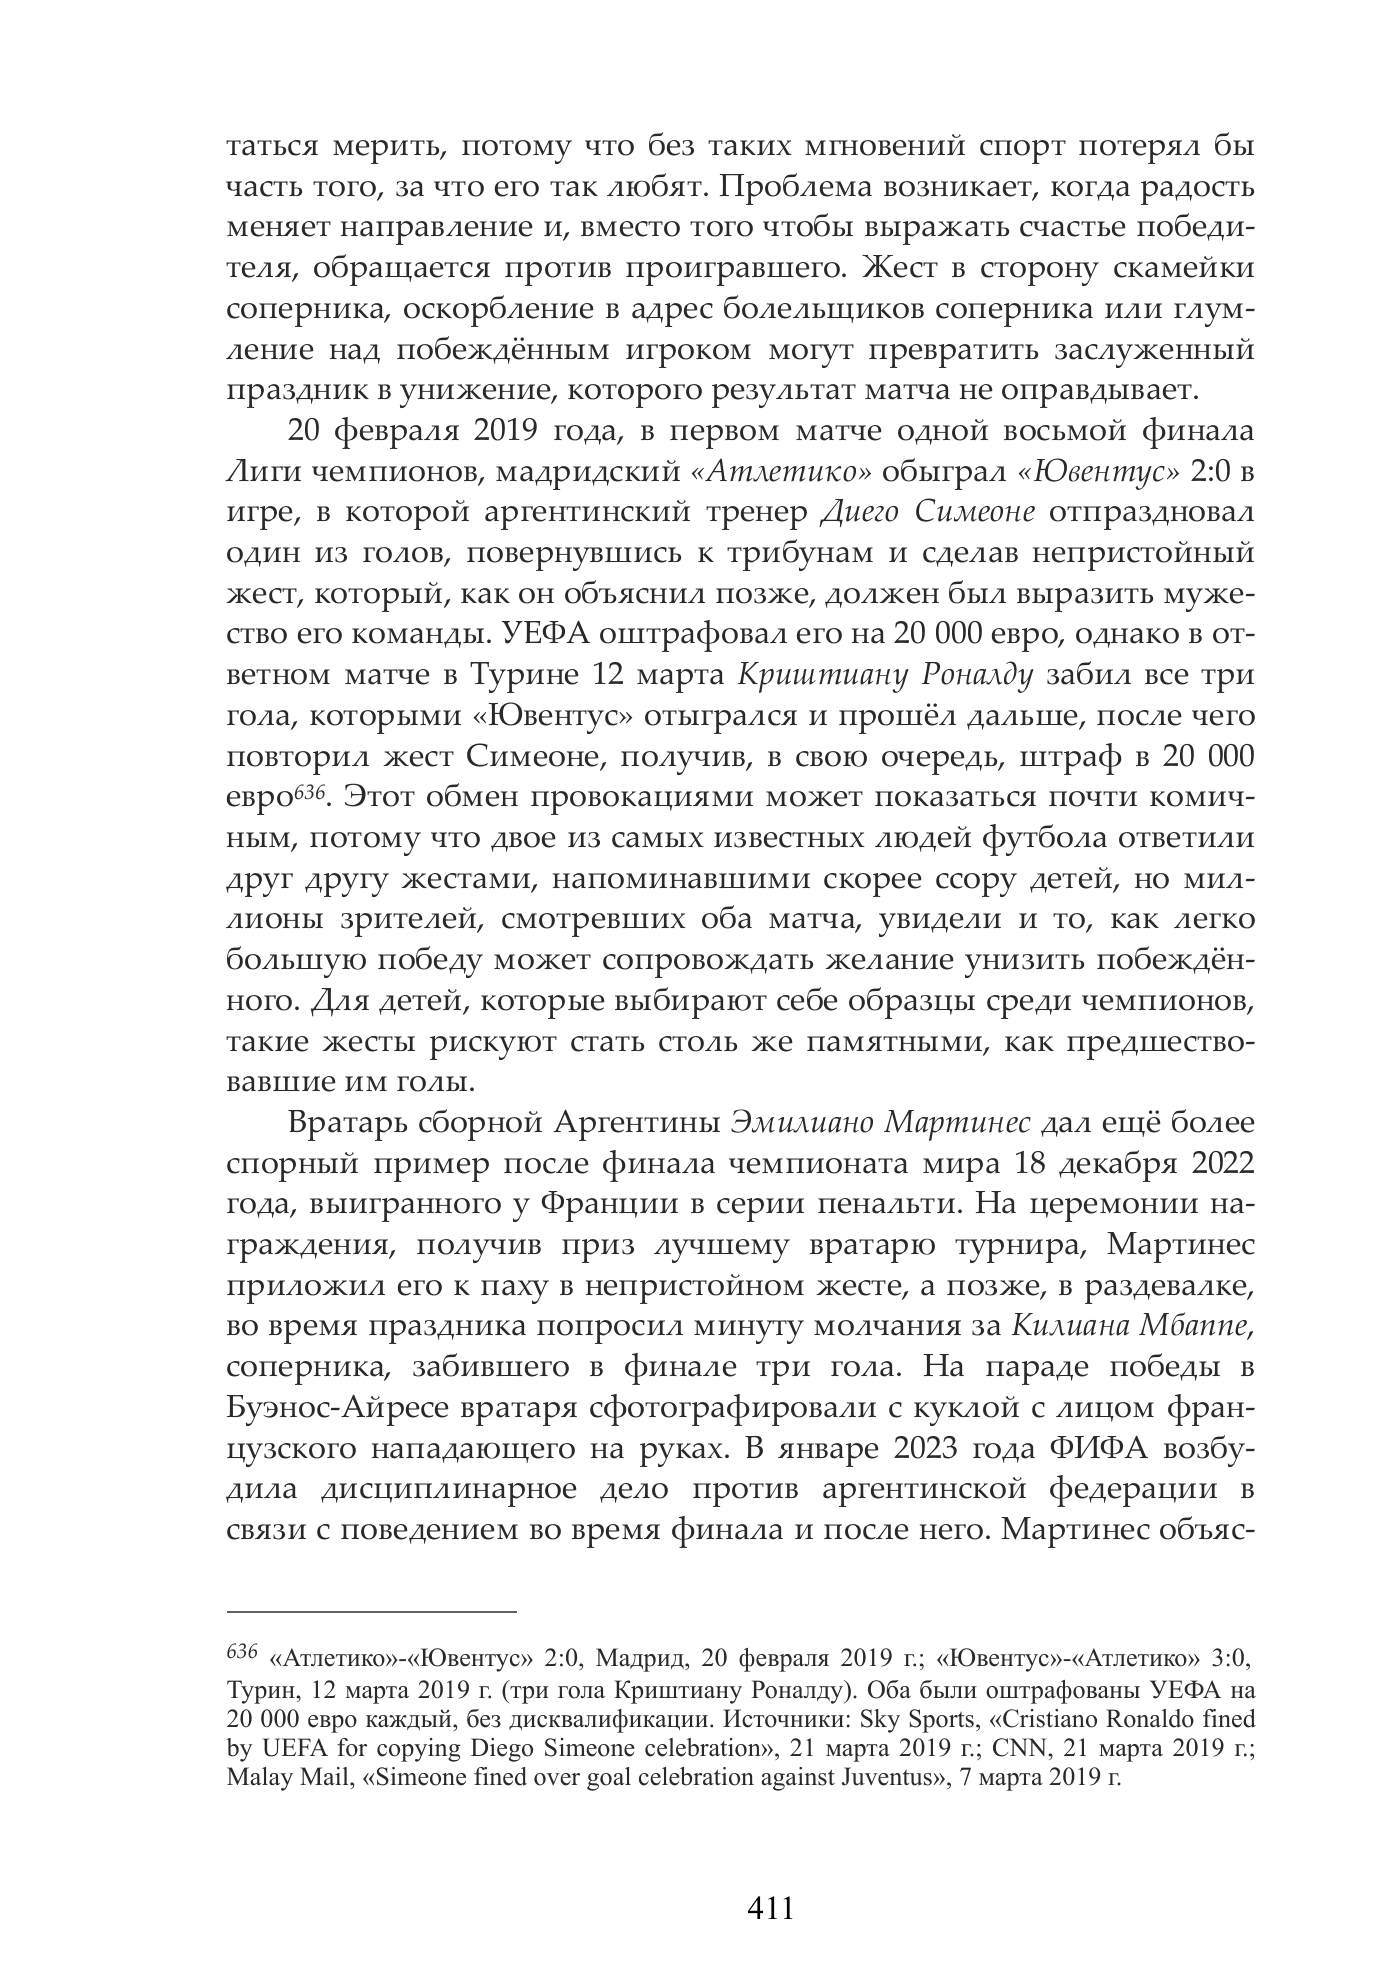 таться мерить, потому что без таких мгновений спорт потерял бы
часть того, за что его так любят. Проблема возникает, когда радость
меняет направление и, вместо того чтобы выражать счастье победи-
теля, обращается против проигравшего. Жест в сторону скамейки
соперника, оскорбление в адрес болельщиков соперника или глум-
ление над побеждённым игроком могут превратить заслуженный
праздник в унижение, которого результат матча не оправдывает.
20 февраля 2019 года, в первом матче одной восьмой финала
Лиги чемпионов, мадридский «Атлетико» обыграл «Ювентус» 2:0 в
игре, в которой аргентинский тренер Диего Симеоне отпраздновал
один из голов, повернувшись к трибунам и сделав непристойный
жест, который, как он объяснил позже, должен был выразить муже-
ство его команды. УЕФА оштрафовал его на 20 000 евро, однако в от-
ветном матче в Турине 12 марта Криштиану Роналду забил все три
гола, которыми «Ювентус» отыгрался и прошёл дальше, после чего
повторил жест Симеоне, получив, в свою очередь, штраф в 20 000
евро636. Этот обмен провокациями может показаться почти комич-
ным, потому что двое из самых известных людей футбола ответили
друг другу жестами, напоминавшими скорее ссору детей, но мил-
лионы зрителей, смотревших оба матча, увидели и то, как легко
большую победу может сопровождать желание унизить побеждён-
ного. Для детей, которые выбирают себе образцы среди чемпионов,
такие жесты рискуют стать столь же памятными, как предшество-
вавшие им голы.
Вратарь сборной Аргентины Эмилиано Мартинес дал ещё более
спорный пример после финала чемпионата мира 18 декабря 2022
года, выигранного у Франции в серии пенальти. На церемонии на-
граждения, получив приз лучшему вратарю турнира, Мартинес
приложил его к паху в непристойном жесте, а позже, в раздевалке,
во время праздника попросил минуту молчания за Килиана Мбаппе,
соперника, забившего в финале три гола. На параде победы в
Буэнос-Айресе вратаря сфотографировали с куклой с лицом фран-
цузского нападающего на руках. В январе 2023 года ФИФА возбу-
дила дисциплинарное дело против аргентинской федерации в
связи с поведением во время финала и после него. Мартинес объяс-
636 «Атлетико»-«Ювентус» 2:0, Мадрид, 20 февраля 2019 г.; «Ювентус»-«Атлетико» 3:0,
Турин, 12 марта 2019 г. (три гола Криштиану Роналду). Оба были оштрафованы УЕФА на
20 000 евро каждый, без дисквалификации. Источники: Sky Sports, «Cristiano Ronaldo fined
by UEFA for copying Diego Simeone celebration», 21 марта 2019 г.; CNN, 21 марта 2019 г.;
Malay Mail, «Simeone fined over goal celebration against Juventus», 7 марта 2019 г.
411